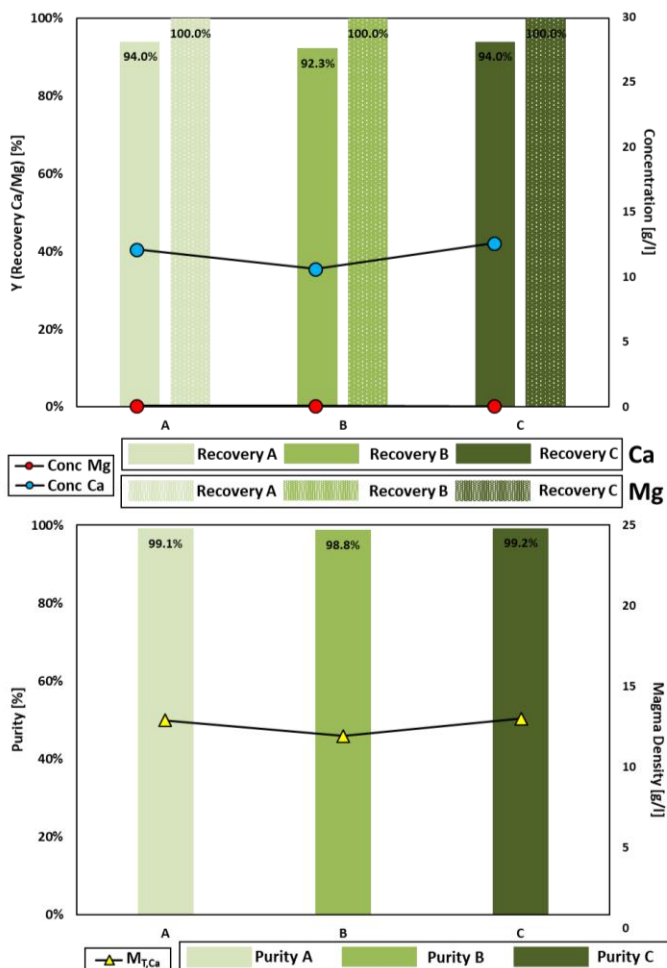 100%
80%
60%
40%
20%
0%
Y (Recovery Ca/Mg) [%]
94.0%
100.0%
92.3%
100.0%
94.0%
100.0%
30
25
20
15
10
5
0
Concentration [g/l]
A
B
C
Conc Mg
Conc Ca
Recovery A
Recovery B
Recovery C
Ca
Recovery A
Recovery B
Recovery C
Mg
100%
80%
60%
40%
20%
0%
Purity [%]
99.1%
98.8%
99.2%
25
20
15
10
5
0
Magma Density [g/l]
A
B
C
M_T,Ca
Purity A
Purity B
Purity C